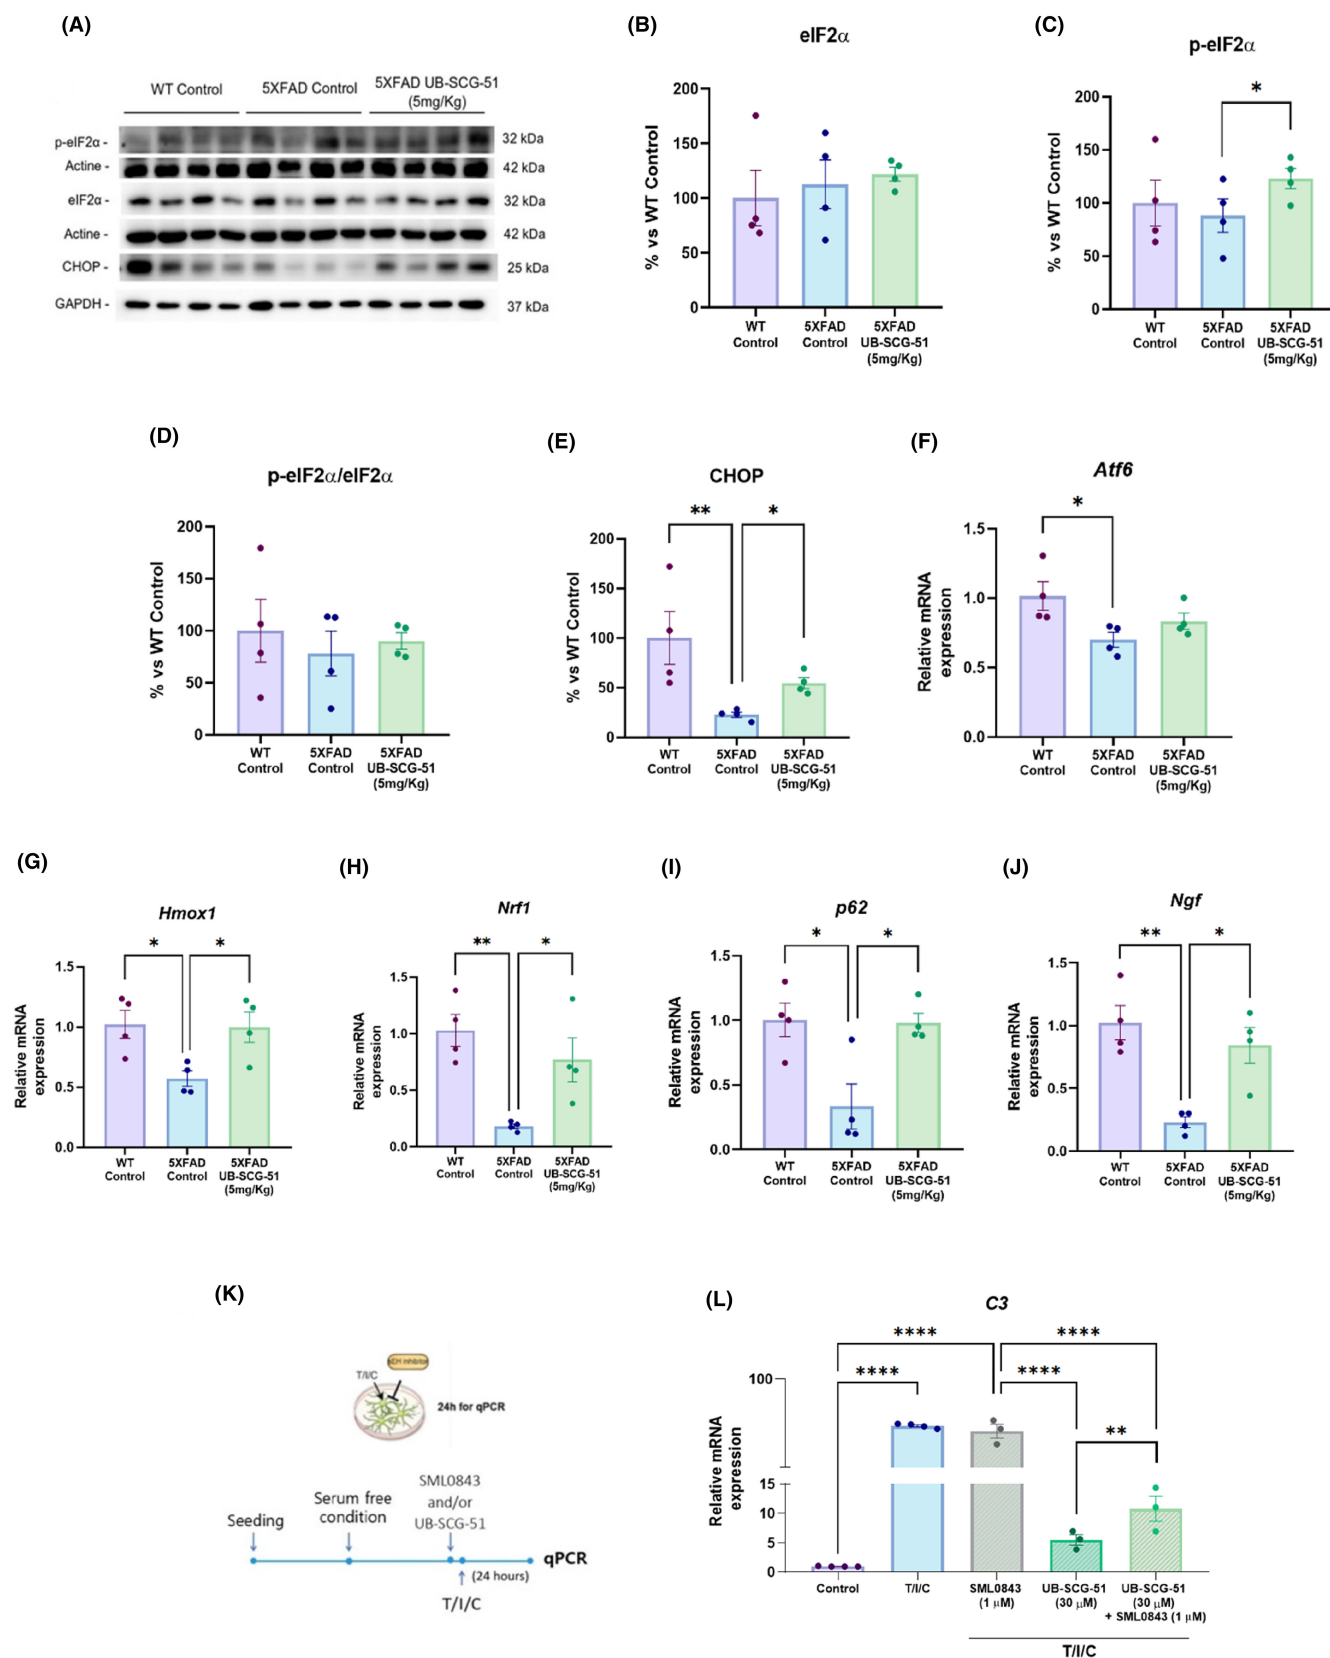 (A)
WT Control
5XFAD Control
5XFAD UB-SCG-51
(5mg/Kg)
p-eIF2α -
32 kDa
Actine -
42 kDa
eIF2α -
32 kDa
Actine -
42 kDa
CHOP -
25 kDa
GAPDH -
37 kDa
(B)
eIF2α
% vs WT Control
200
150
100
50
0
WT
Control
5XFAD
Control
5XFAD
UB-SCG-51
(5mg/Kg)
(C)
p-eIF2α
*
% vs WT Control
200
150
100
50
0
WT
Control
5XFAD
Control
5XFAD
UB-SCG-51
(5mg/Kg)
(D)
p-eIF2α/eIF2α
% vs WT Control
200
150
100
50
0
WT
Control
5XFAD
Control
5XFAD
UB-SCG-51
(5mg/Kg)
(E)
CHOP
**
*
% vs WT Control
200
150
100
50
0
WT
Control
5XFAD
Control
5XFAD
UB-SCG-51
(5mg/Kg)
(F)
Atf6
*
Relative mRNA
expression
1.5
1.0
0.5
0.0
WT
Control
5XFAD
Control
5XFAD
UB-SCG-51
(5mg/Kg)
(G)
Hmox1
*
*
Relative mRNA
expression
1.5
1.0
0.5
0.0
WT
Control
5XFAD
Control
5XFAD
UB-SCG-51
(5mg/Kg)
(H)
Nrf1
**
*
Relative mRNA
expression
1.5
1.0
0.5
0.0
WT
Control
5XFAD
Control
5XFAD
UB-SCG-51
(5mg/Kg)
(I)
p62
*
*
Relative mRNA
expression
1.5
1.0
0.5
0.0
WT
Control
5XFAD
Control
5XFAD
UB-SCG-51
(5mg/Kg)
(J)
Ngf
**
*
Relative mRNA
expression
1.5
1.0
0.5
0.0
WT
Control
5XFAD
Control
5XFAD
UB-SCG-51
(5mg/Kg)
(K)
sEH inhibitor
T/I/C
24h for qPCR
Seeding
Serum free
condition
SML0843
and/or
UB-SCG-51
qPCR
(24 hours)
T/I/C
(L)
C3
****
****
****
****
**
Relative mRNA
expression
100
15
10
5
0
Control
T/I/C
SML0843
(1 μM)
UB-SCG-51
(30 μM)
UB-SCG-51
(30 μM)
+ SML0843 (1 μM)
T/I/C